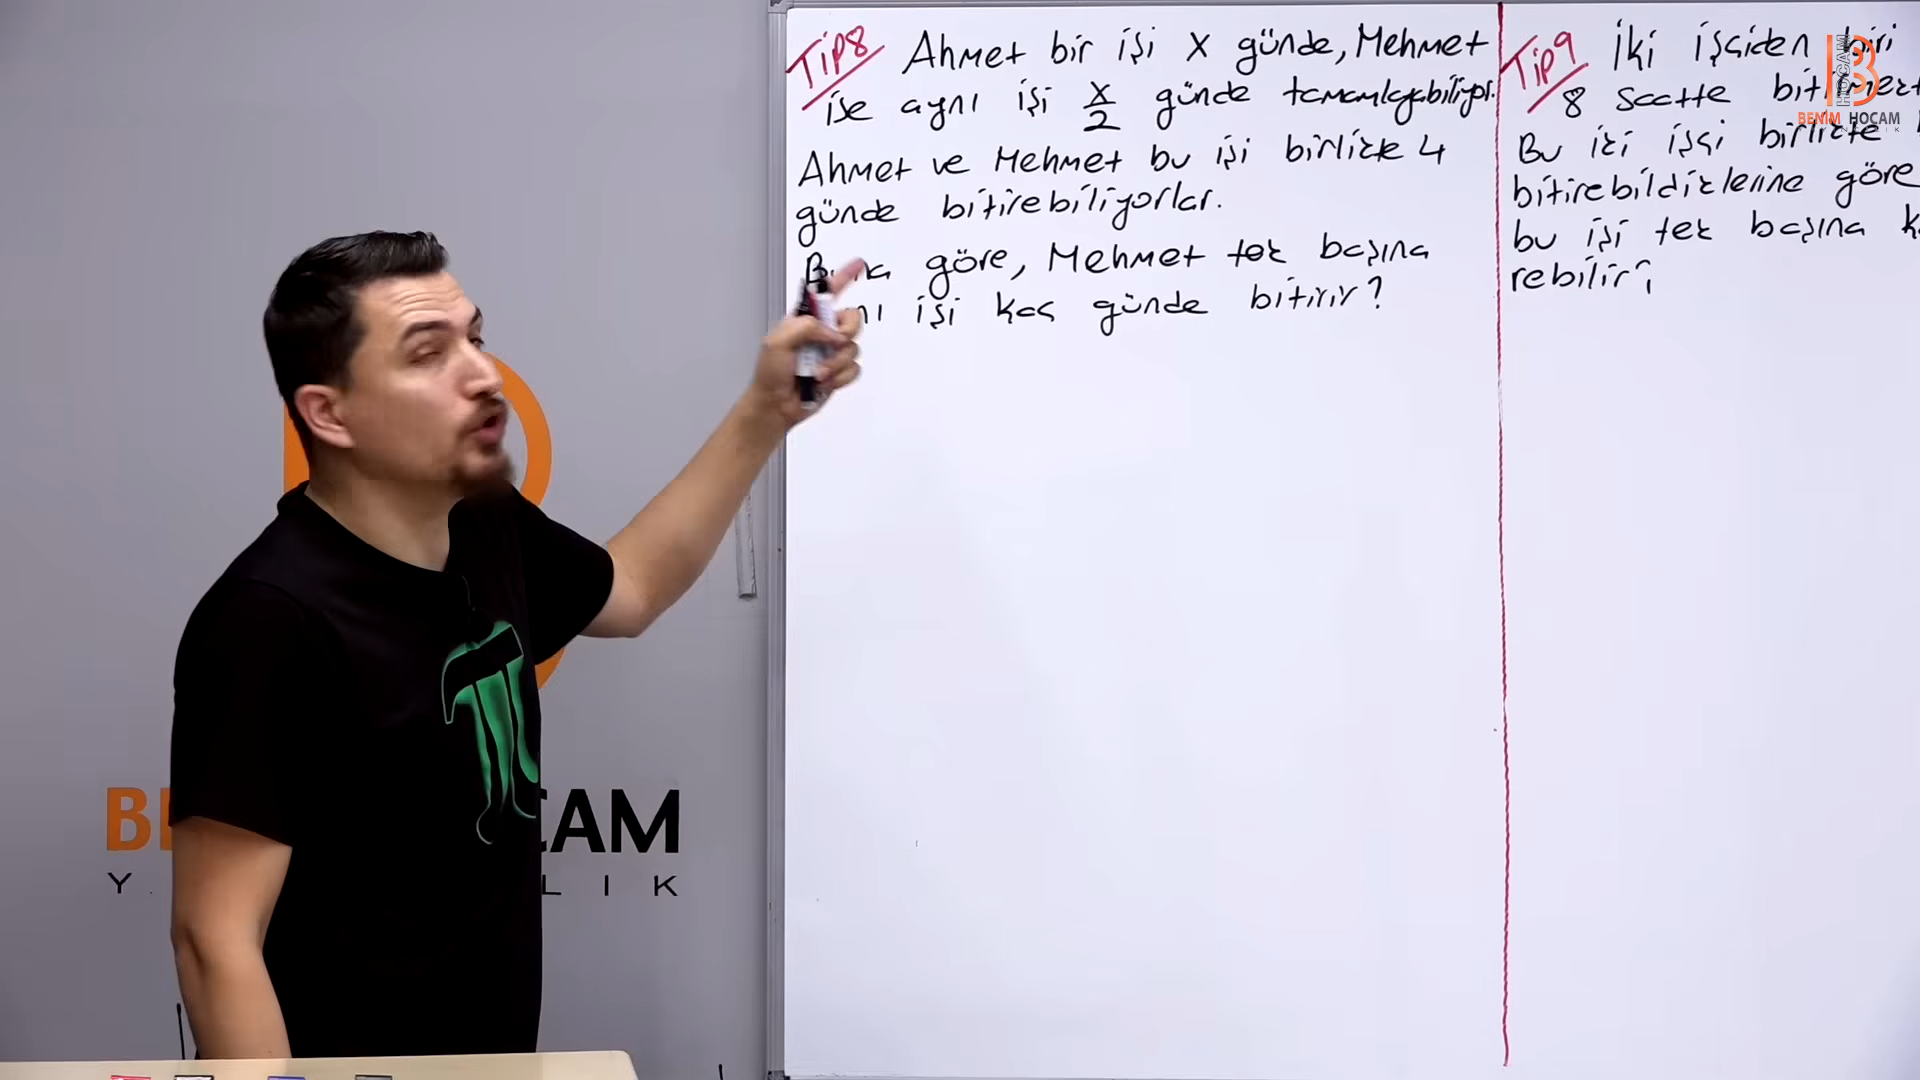 Tip8 Ahmet bir işi x günde, Mehmet
ise aynı işi x/2 günde tamamlayabiliyor.
Ahmet ve Mehmet bu işi birlikte 4
günde bitirebiliyorlar.
göre, Mehmet tek başına
işi kaç günde bitirir?
Tip9 İki işçiden biri
8 saatte
Bu iki işçi birlikte
bitirebildiklerine göre
bu işi tek başına
rebilir?
BENİM HOCAM
HOCAM
CAM